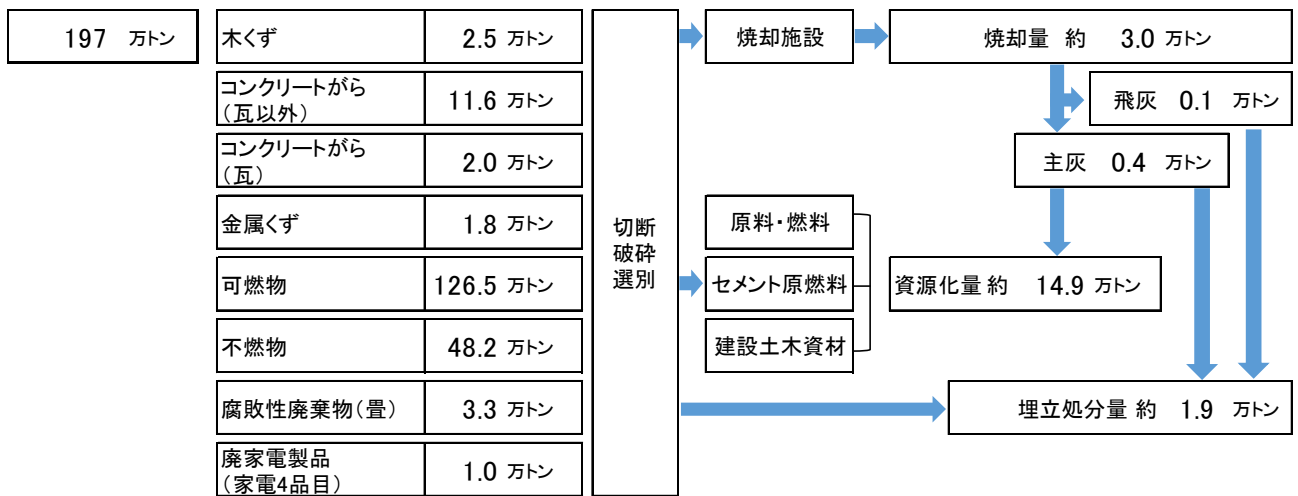 197 万トン
木くず 2.5 万トン
コンクリートがら
（瓦以外）
11.6 万トン
コンクリートがら
（瓦）
2.0 万トン
金属くず 1.8 万トン
可燃物 126.5 万トン
不燃物 48.2 万トン
腐敗性廃棄物（畳） 3.3 万トン
廃家電製品
（家電4品目）
1.0 万トン
切断
破砕
選別
焼却施設
焼却量 約 3.0 万トン
飛灰 0.1 万トン
主灰 0.4 万トン
原料・燃料
セメント原燃料
建設土木資材
資源化量 約 14.9 万トン
埋立処分量 約 1.9 万トン